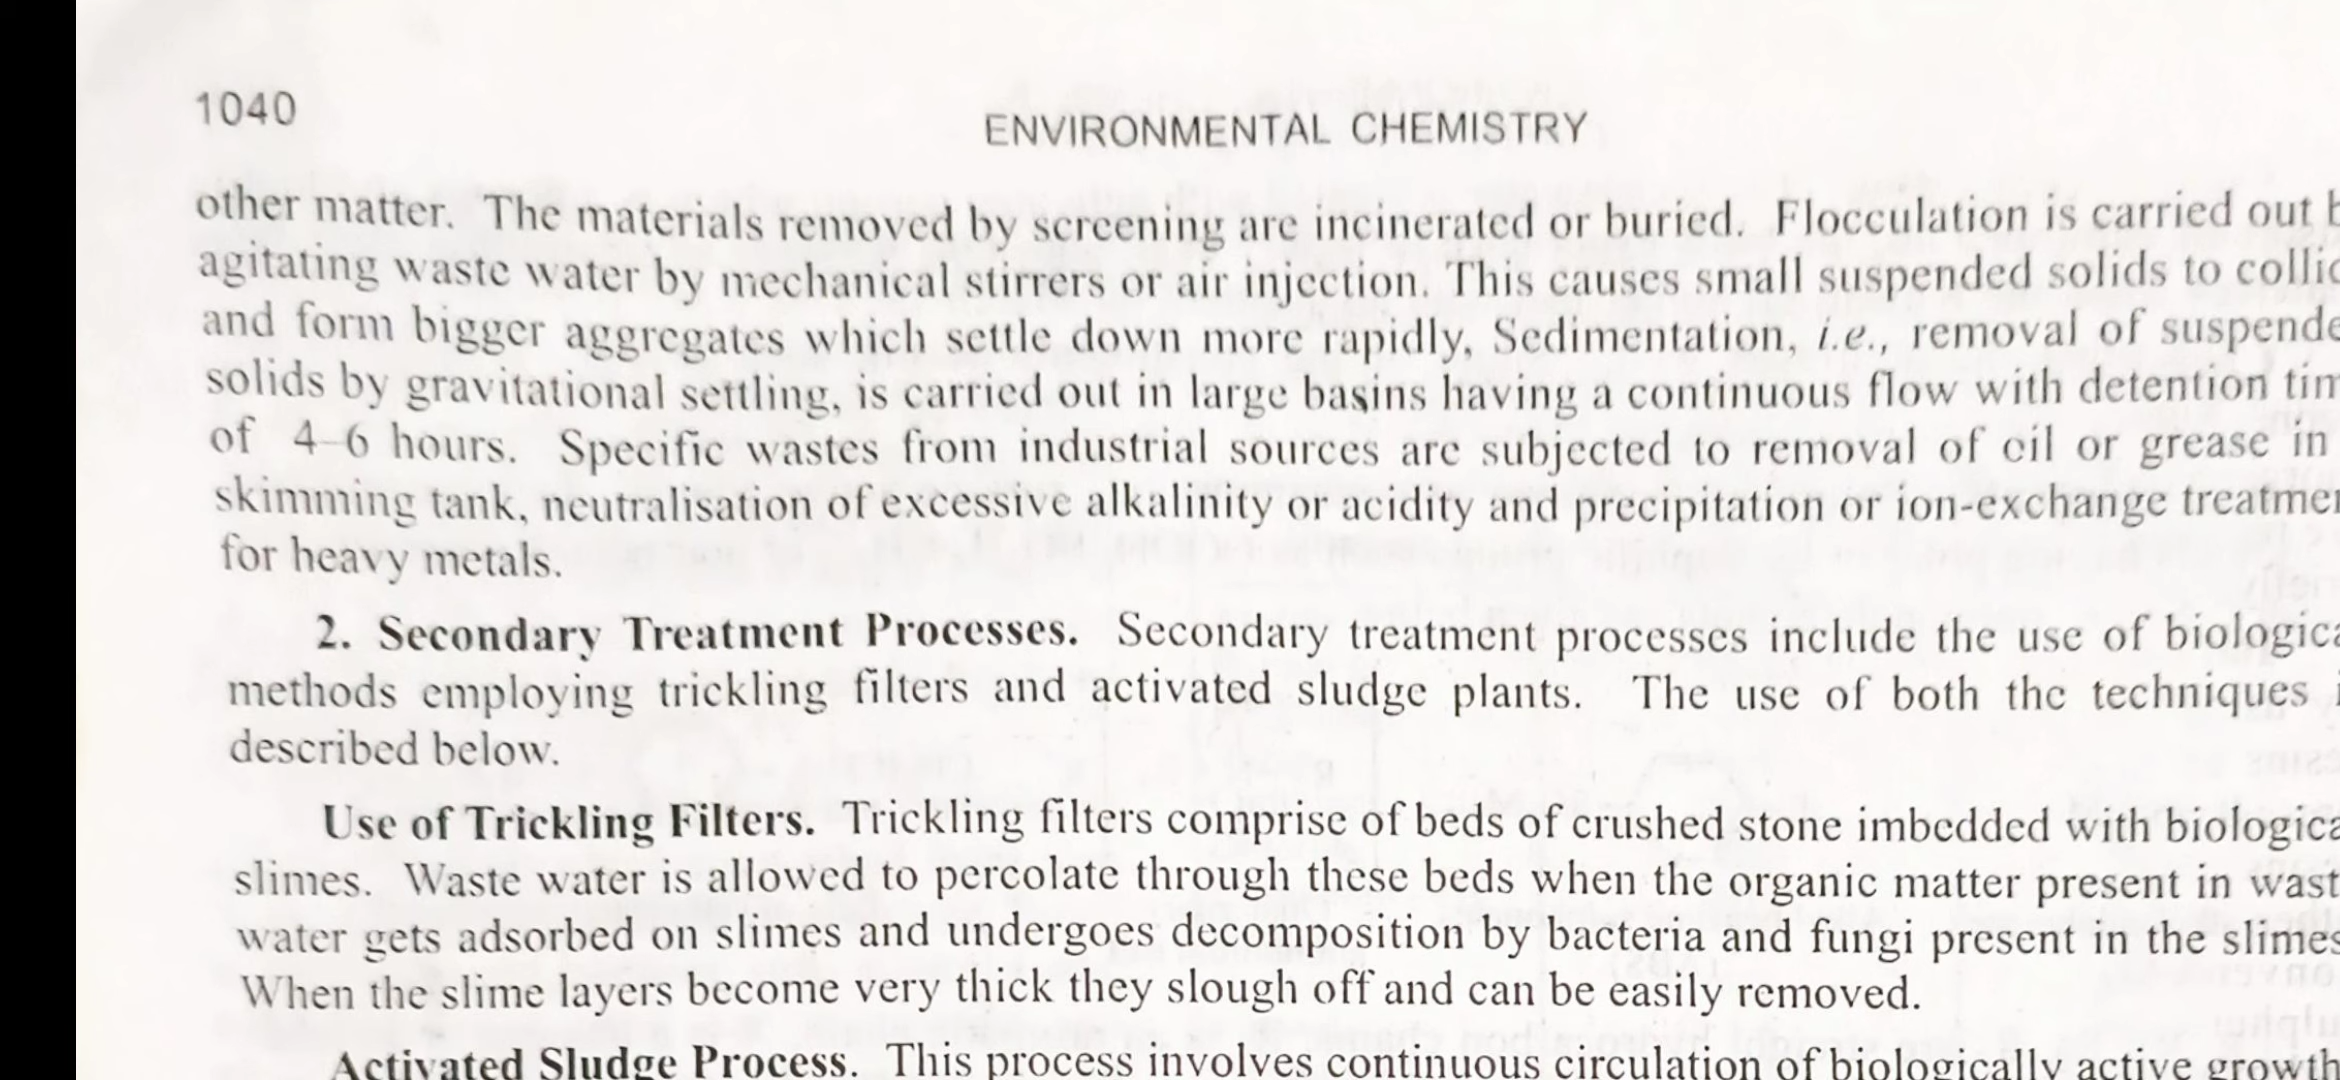 1040
ENVIRONMENTAL CHEMISTRY
other matter. The materials removed by screening are incinerated or buried. Flocculation is carried out
agitating waste water by mechanical stirrers or air injection. This causes small suspended solids to
and form bigger aggregates which settle down more rapidly, Sedimentation, i.e., removal of
solids by gravitational settling, is carried out in large basins having a continuous flow with detention
of 4-6 hours. Specific wastes from industrial sources are subjected to removal of oil or grease in
skimming tank, neutralisation of excessive alkalinity or acidity and precipitation or ion-exchange
for heavy metals.
2. Secondary Treatment Processes. Secondary treatment processes include the use of
methods employing trickling filters and activated sludge plants. The use of both the techniques
described below.
Use of Trickling Filters. Trickling filters comprise of beds of crushed stone imbedded with
slimes. Waste water is allowed to percolate through these beds when the organic matter present in
water gets adsorbed on slimes and undergoes decomposition by bacteria and fungi present in the slimes
When the slime layers become very thick they slough off and can be easily removed.
Activated Sludge Process. This process involves continuous circulation of biologically active growth